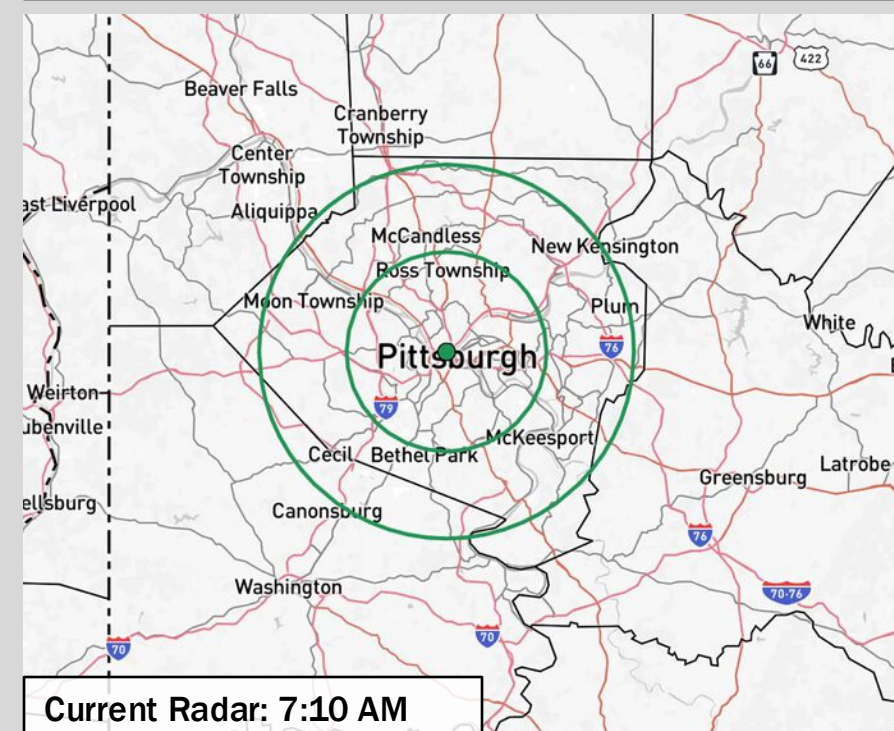 66
422
Beaver Falls
Cranberry
Township
Center
Township
ast Liverpool
Aliquippa
McCandless
New Kensington
Ross Township
Moon Township
Plum
White
Pittsburgh
76
Weirton
79
ubenville
McKeesport
Cecil
Bethel Park
Latrobe
Greensburg
ellsburg
Canonsburg
76
Washington
70-76
70
70
Current Radar: 7:10 AM